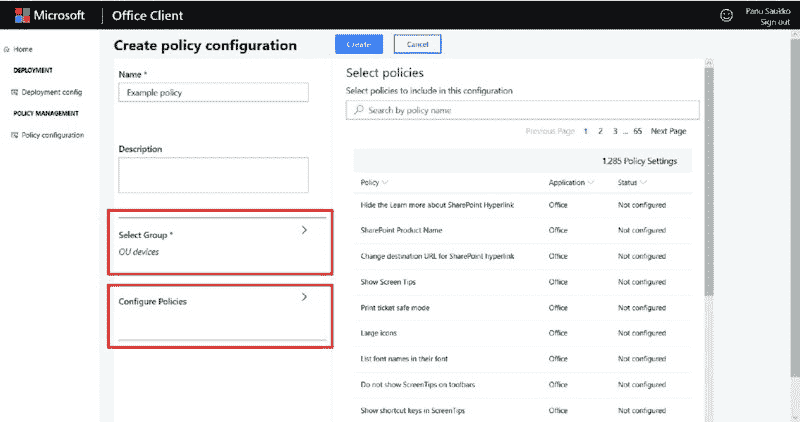 Microsoft
Office Client
Panu Saukko
Sign out
Home
DEPLOYMENT
Deployment config
POLICY MANAGEMENT
Policy configuration
Create policy configuration
Create
Cancel
Name *
Example policy
Description
Select Group *
OU devices
Configure Policies
Select policies
Select policies to include in this configuration
Search by policy name
Previous Page 1 2 3 ... 65 Next Page
1,285 Policy Settings
Policy Application Status
Hide the Learn more about SharePoint Hyperlink Office Not configured
SharePoint Product Name Office Not configured
Change destination URL for SharePoint hyperlink Office Not configured
Show Screen Tips Office Not configured
Print ticket safe mode Office Not configured
Large icons Office Not configured
List font names in their font Office Not configured
Do not show ScreenTips on toolbars Office Not configured
Show shortcut keys in ScreenTips Office Not configured